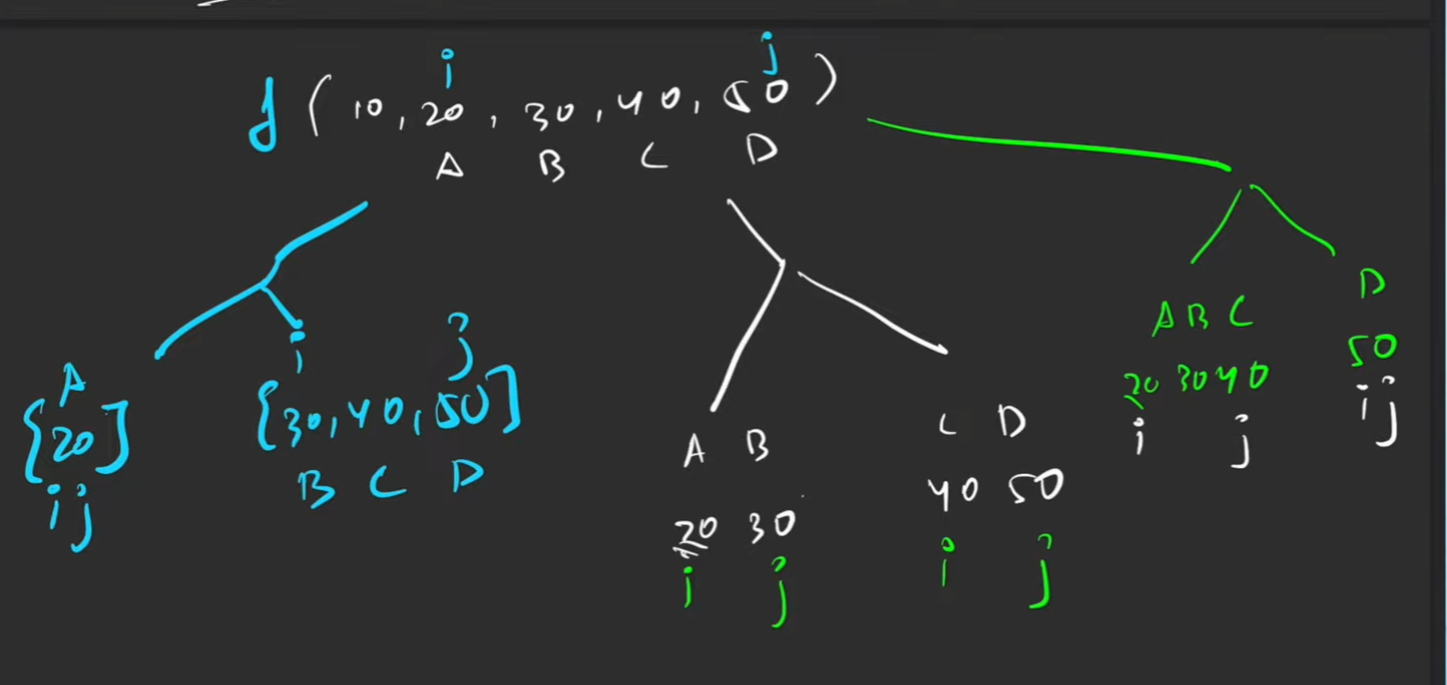 i j
f ( 10, 20, 30, 40, 50 )
A B C D
A
{20}
i j
i j
{30, 40, 50]
B C D
A B
20 30
i j
C D
40 50
i j
A B C
20 30 40
i j
D
50
i j